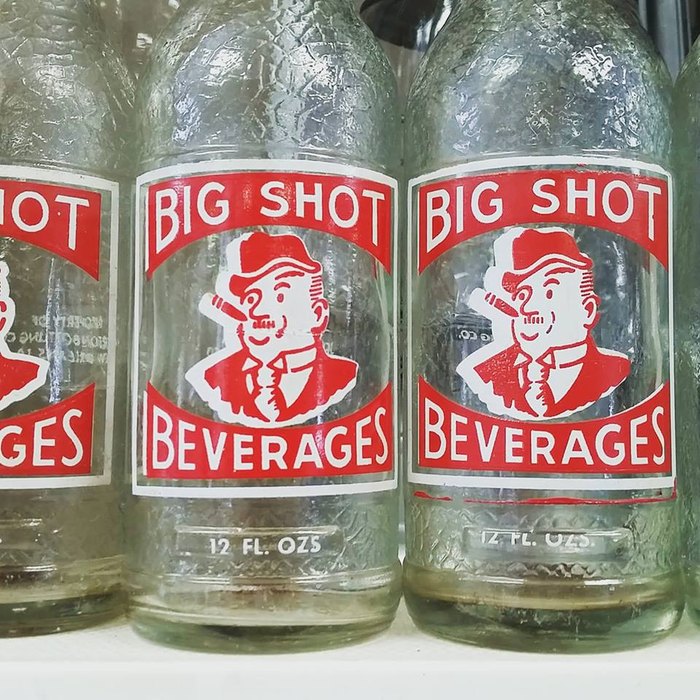 HOT
GES
BIG SHOT
BEVERAGES
12 FL. OZS
BIG SHOT
BEVERAGES
12 FL. OZS.